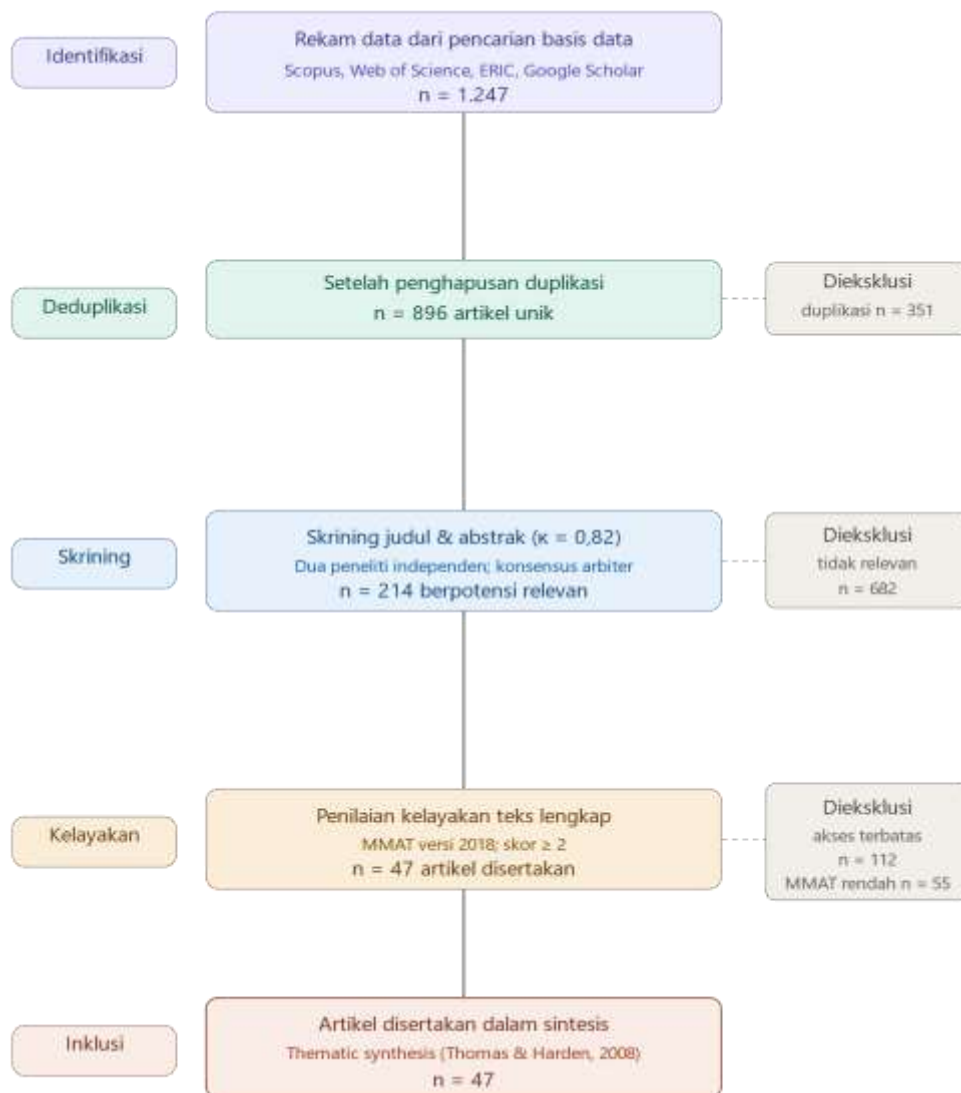 Identifikasi
Rekam data dari pencarian basis data
Scopus, Web of Science, ERIC, Google Scholar
n = 1.247
Deduplikasi
Setelah penghapusan duplikasi
n = 896 artikel unik
Dieksklusi
duplikasi n = 351
Skrining
Skrining judul & abstrak (κ = 0,82)
Dua peneliti independen; konsensus arbiter
n = 214 berpotensi relevan
Dieksklusi
tidak relevan
n = 682
Kelayakan
Penilaian kelayakan teks lengkap
MMAT versi 2018; skor ≥ 2
n = 47 artikel disertakan
Dieksklusi
akses terbatas
n = 112
MMAT rendah n = 55
Inklusi
Artikel disertakan dalam sintesis
Thematic synthesis (Thomas & Harden, 2008)
n = 47